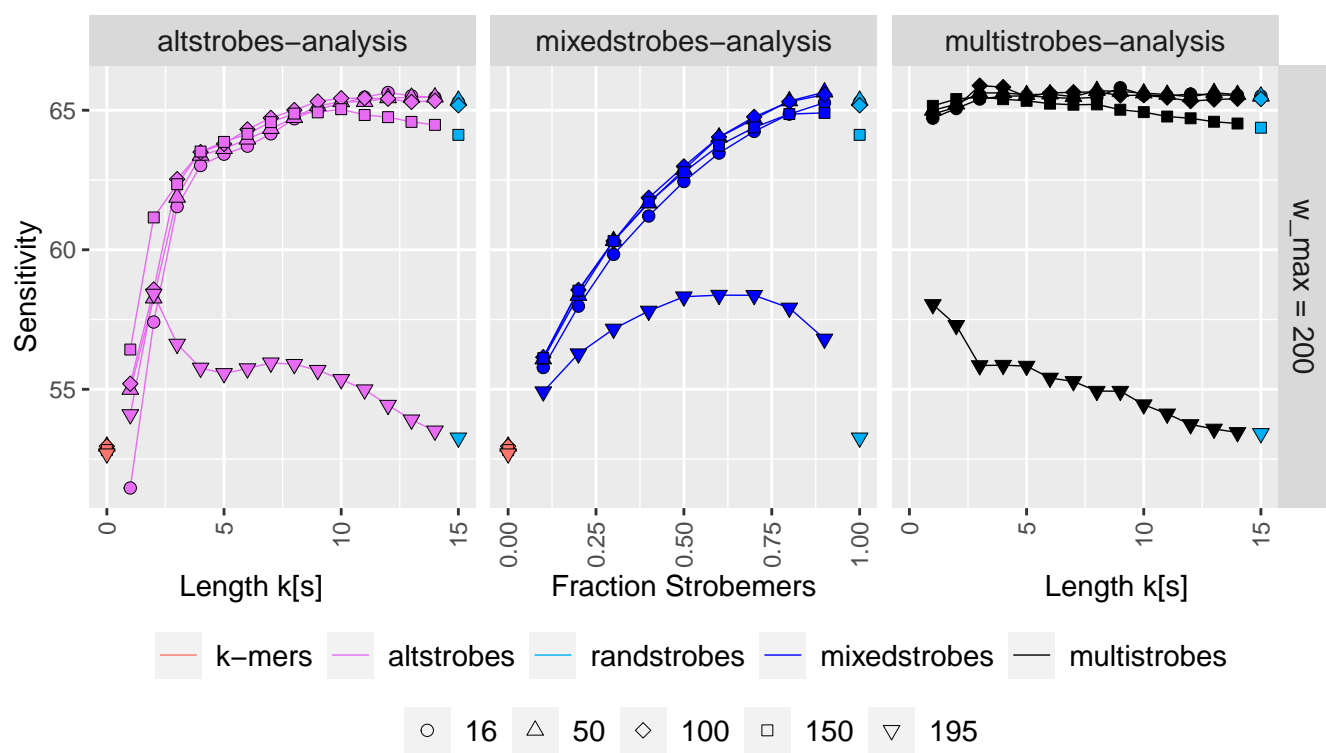 altstrobes−analysis
mixedstrobes−analysis
multistrobes−analysis
Sensitivity
65
60
55
w_max = 200
0
5
10
15
0.00
0.25
0.50
0.75
1.00
0
5
10
15
Length k[s]
Fraction Strobemers
Length k[s]
k−mers
altstrobes
randstrobes
mixedstrobes
multistrobes
16
50
100
150
195